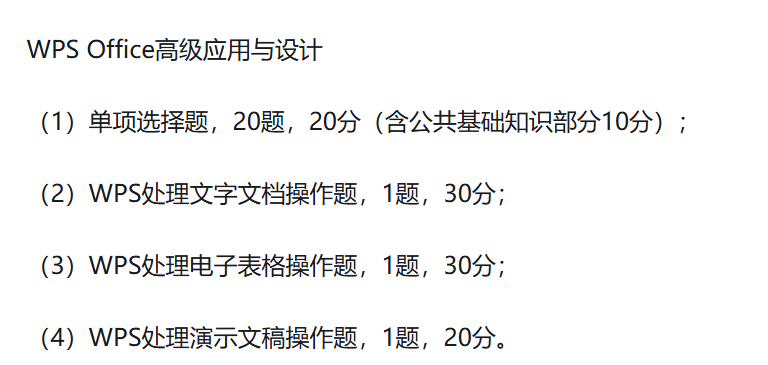 WPS Office高级应用与设计
（1）单项选择题，20题，20分（含公共基础知识部分10分）；
（2）WPS处理文字文档操作题，1题，30分；
（3）WPS处理电子表格操作题，1题，30分；
（4）WPS处理演示文稿操作题，1题，20分。